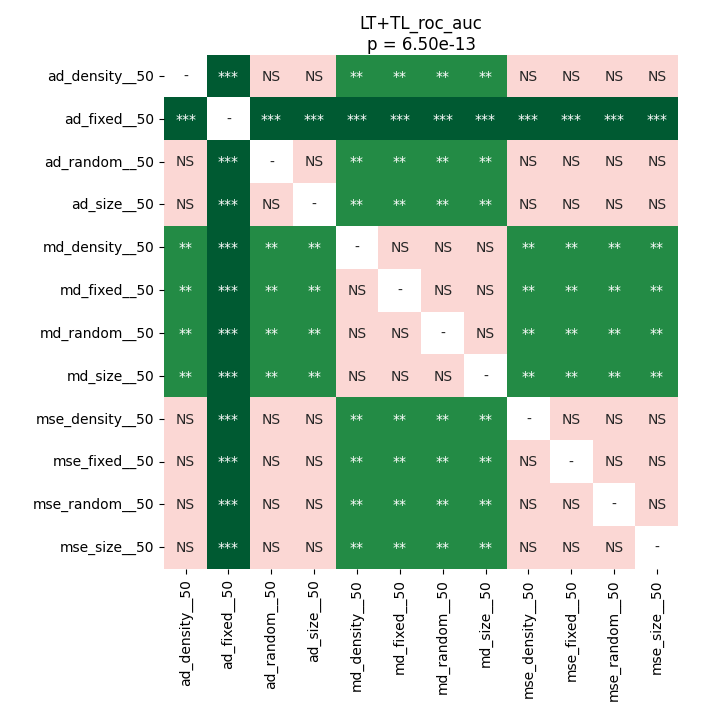 LT+TL_roc_auc
p = 6.50e-13
ad_density__50 - *** NS NS ** ** ** ** NS NS NS NS
ad_fixed__50 *** - *** *** *** *** *** *** *** *** *** ***
ad_random__50 NS *** - NS ** ** ** ** NS NS NS NS
ad_size__50 NS *** NS - ** ** ** ** NS NS NS NS
md_density__50 ** *** ** ** - NS NS NS ** ** ** **
md_fixed__50 ** *** ** ** NS - NS NS ** ** ** **
md_random__50 ** *** ** ** NS NS - NS ** ** ** **
md_size__50 ** *** ** ** NS NS NS - ** ** ** **
mse_density__50 NS *** NS NS ** ** ** ** - NS NS NS
mse_fixed__50 NS *** NS NS ** ** ** ** NS - NS NS
mse_random__50 NS *** NS NS ** ** ** ** NS NS - NS
mse_size__50 NS *** NS NS ** ** ** ** NS NS NS -
ad_density__50
ad_fixed__50
ad_random__50
ad_size__50
md_density__50
md_fixed__50
md_random__50
md_size__50
mse_density__50
mse_fixed__50
mse_random__50
mse_size__50